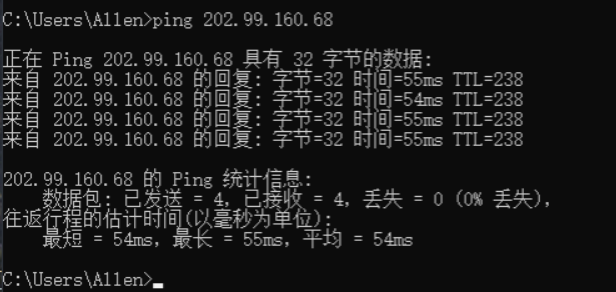 C:\Users\Allen>ping 202.99.160.68
正在 Ping 202.99.160.68 具有 32 字节的数据:
来自 202.99.160.68 的回复: 字节=32 时间=55ms TTL=238
来自 202.99.160.68 的回复: 字节=32 时间=54ms TTL=238
来自 202.99.160.68 的回复: 字节=32 时间=55ms TTL=238
来自 202.99.160.68 的回复: 字节=32 时间=55ms TTL=238
202.99.160.68 的 Ping 统计信息:
数据包: 已发送 = 4, 已接收 = 4, 丢失 = 0 (0% 丢失),
往返行程的估计时间(以毫秒为单位):
最短 = 54ms, 最长 = 55ms, 平均 = 54ms
C:\Users\Allen>